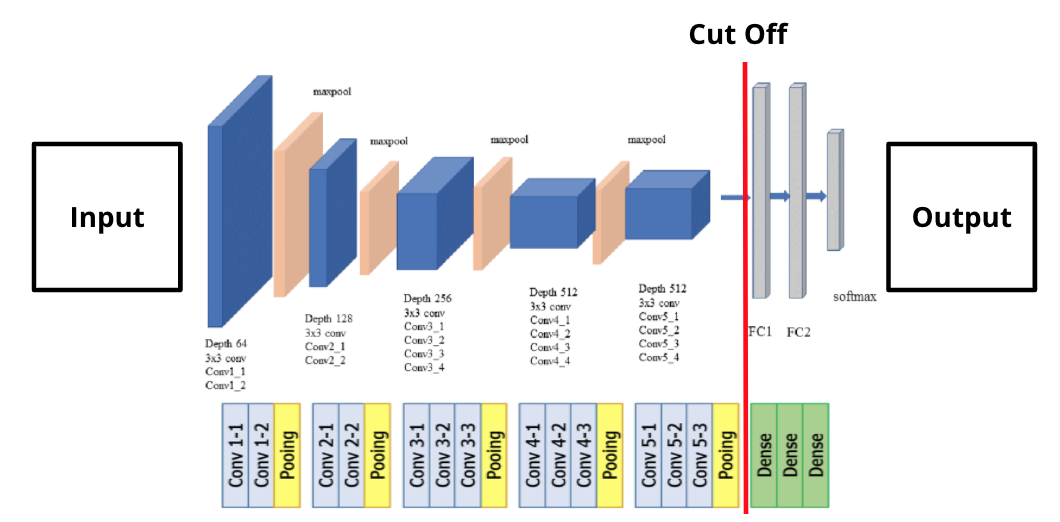 Cut Off
maxpool
maxpool
maxpool
maxpool
Input
Output
Depth 64
3x3 conv
Conv1_1
Conv1_2
Depth 128
3x3 conv
Conv2_1
Conv2_2
Depth 256
3x3 conv
Conv3_1
Conv3_2
Conv3_3
Conv3_4
Depth 512
3x3 conv
Conv4_1
Conv4_2
Conv4_3
Conv4_4
Depth 512
3x3 conv
Conv5_1
Conv5_2
Conv5_3
Conv5_4
FC1
FC2
softmax
Conv 1-1
Conv 1-2
Pooing
Conv 2-1
Conv 2-2
Pooing
Conv 3-1
Conv 3-2
Conv 3-3
Pooing
Conv 4-1
Conv 4-2
Conv 4-3
Pooing
Conv 5-1
Conv 5-2
Conv 5-3
Pooing
Dense
Dense
Dense